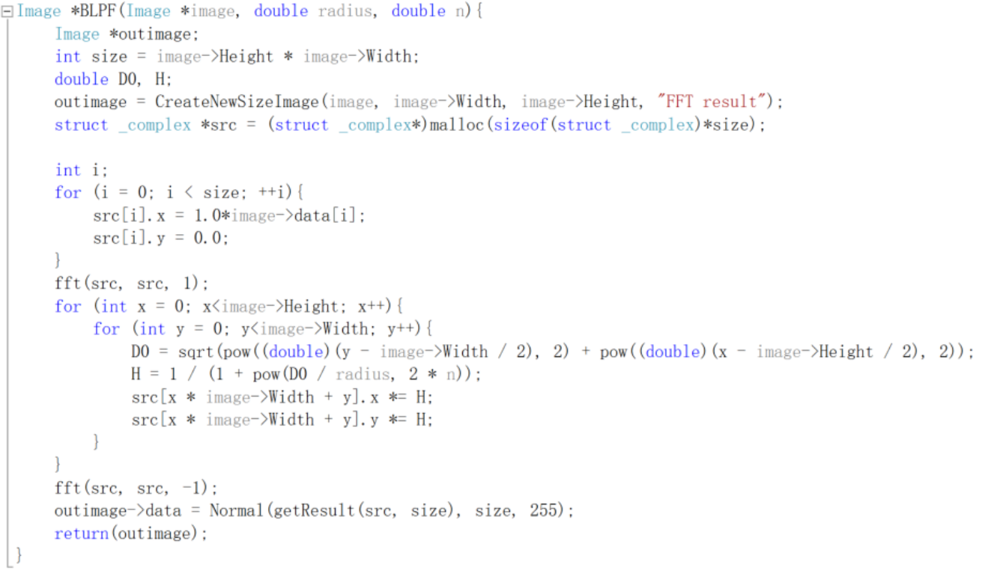 Image *BLPF(Image *image, double radius, double n){
    Image *outimage;
    int size = image->Height * image->Width;
    double D0, H;
    outimage = CreateNewSizeImage(image, image->Width, image->Height, "FFT result");
    struct _complex *src = (struct _complex*)malloc(sizeof(struct _complex)*size);

    int i;
    for (i = 0; i < size; ++i){
        src[i].x = 1.0*image->data[i];
        src[i].y = 0.0;
    }
    fft(src, src, 1);
    for (int x = 0; x<image->Height; x++){
        for (int y = 0; y<image->Width; y++){
            D0 = sqrt(pow((double)(y - image->Width / 2), 2) + pow((double)(x - image->Height / 2), 2));
            H = 1 / (1 + pow(D0 / radius, 2 * n));
            src[x * image->Width + y].x *= H;
            src[x * image->Width + y].y *= H;
        }
    }
    fft(src, src, -1);
    outimage->data = Normal(getResult(src, size), size, 255);
    return(outimage);
}